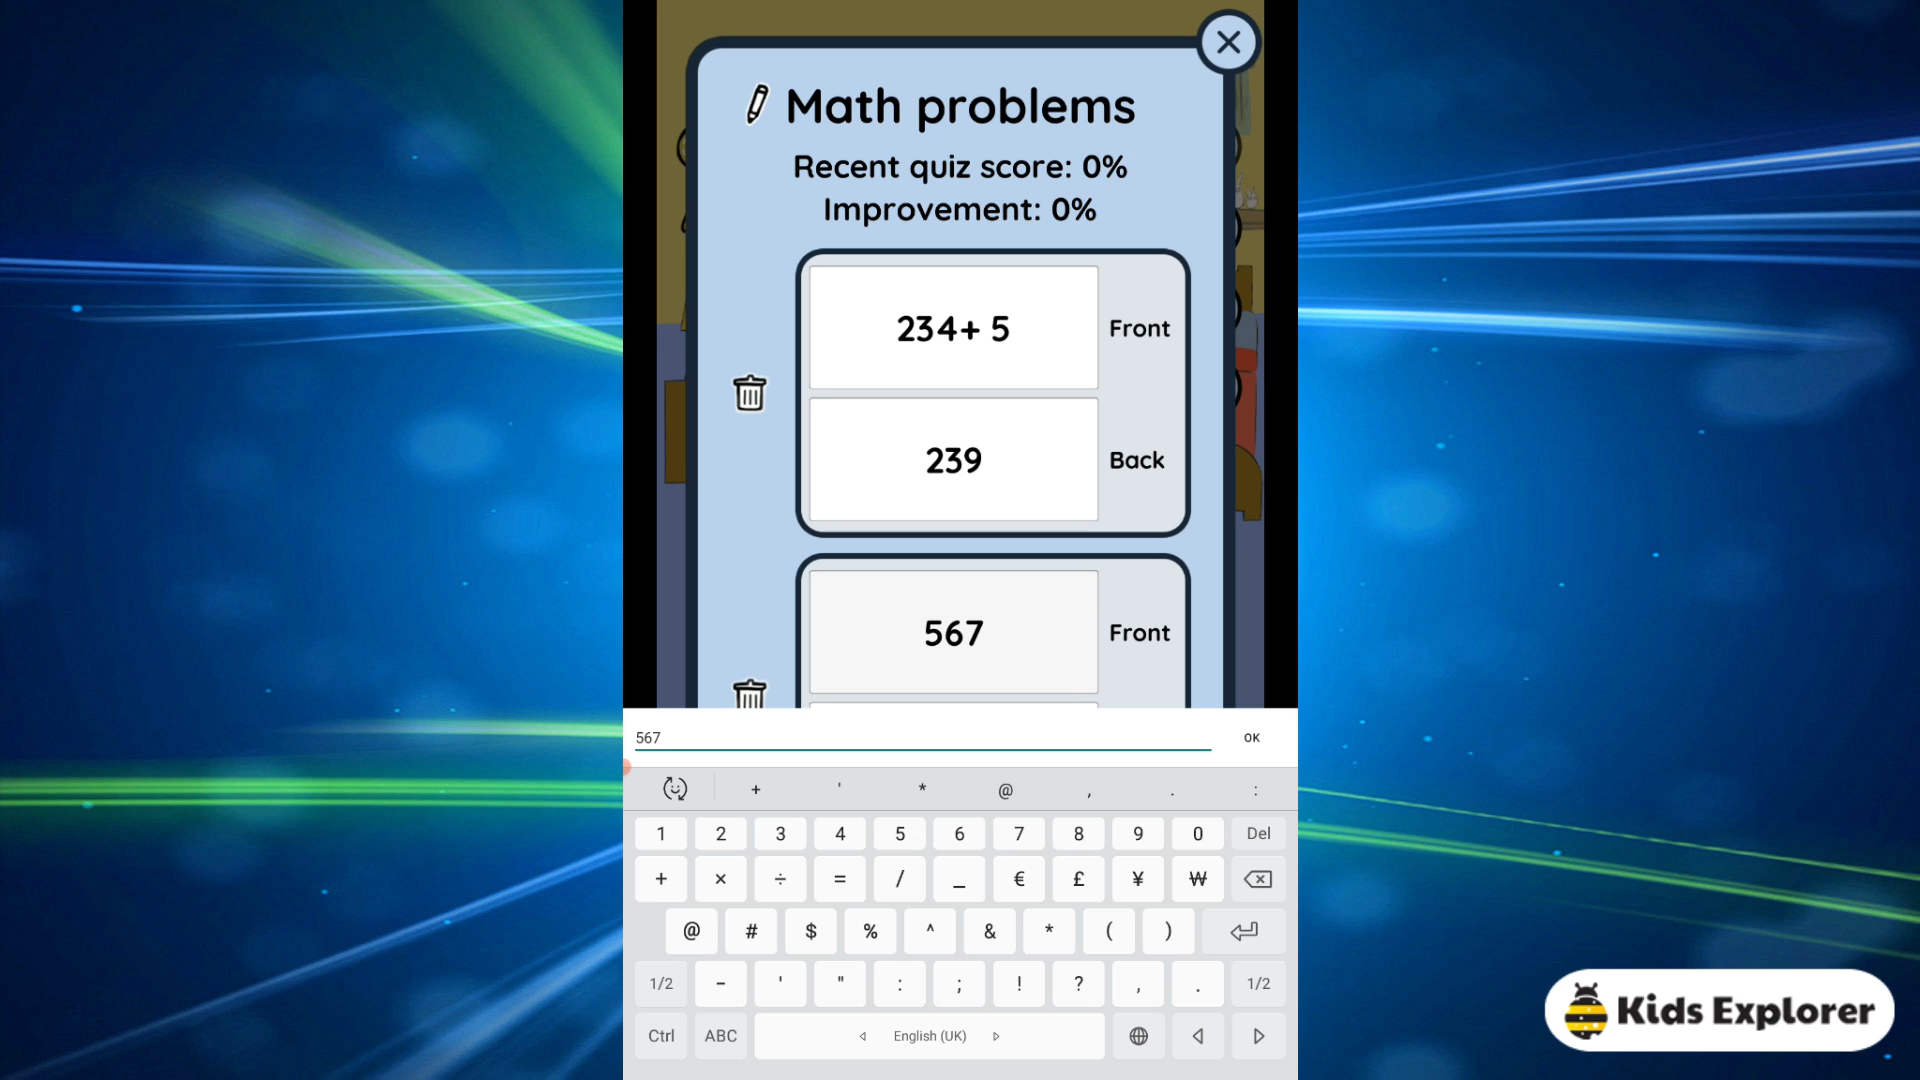 Math problems
Recent quiz score: 0%
Improvement: 0%
234+ 5
Front
239
Back
567
Front
567
OK
+ ' * @ , . :
1 2 3 4 5 6 7 8 9 0 Del
+ × ÷ = / _ € £ ¥ ₩
@ # $ % ^ & * ( )
1/2 - ' " : ; ! ? , . 1/2
Ctrl ABC English (UK)
Kids Explorer